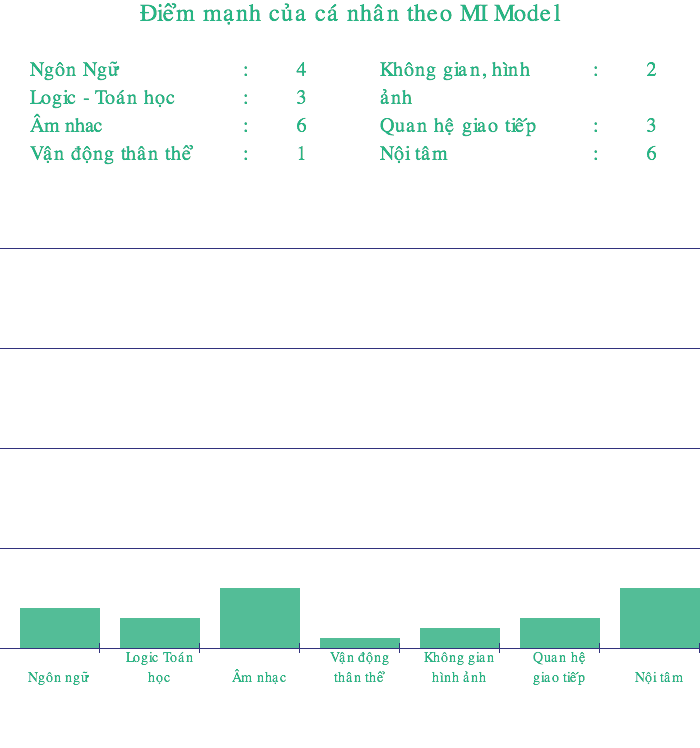 Điểm mạnh của cá nhân theo MI Model
Ngôn Ngữ : 4
Logic - Toán học : 3
Âm nhac : 6
Vận động thân thể : 1
Không gian, hình : 2
ảnh
Quan hệ giao tiếp : 3
Nội tâm : 6
Ngôn ngữ
Logic Toán
học
Âm nhạc
Vận động
thân thể
Không gian
hình ảnh
Quan hệ
giao tiếp
Nội tâm